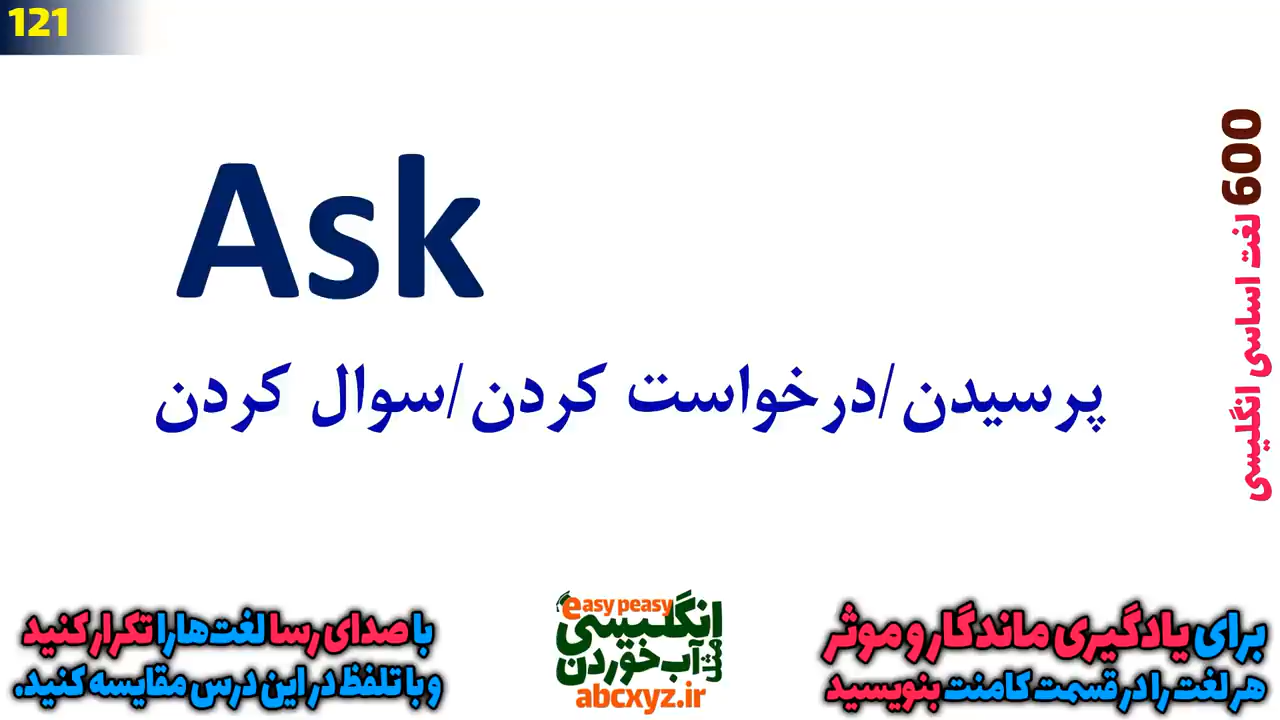 121
Ask
پرسیدن/درخواست کردن/سوال کردن
600 لغت اساسی انگلیسی
برای یادگیری ماندگار و موثر
هر لغت را در قسمت کامنت بنویسید
easy peasy
انگلیسی
مثل آب خوردن
abcxyz.ir
با صدای رسا لغت‌ها را تکرار کنید
و با تلفظ در این درس مقایسه کنید.